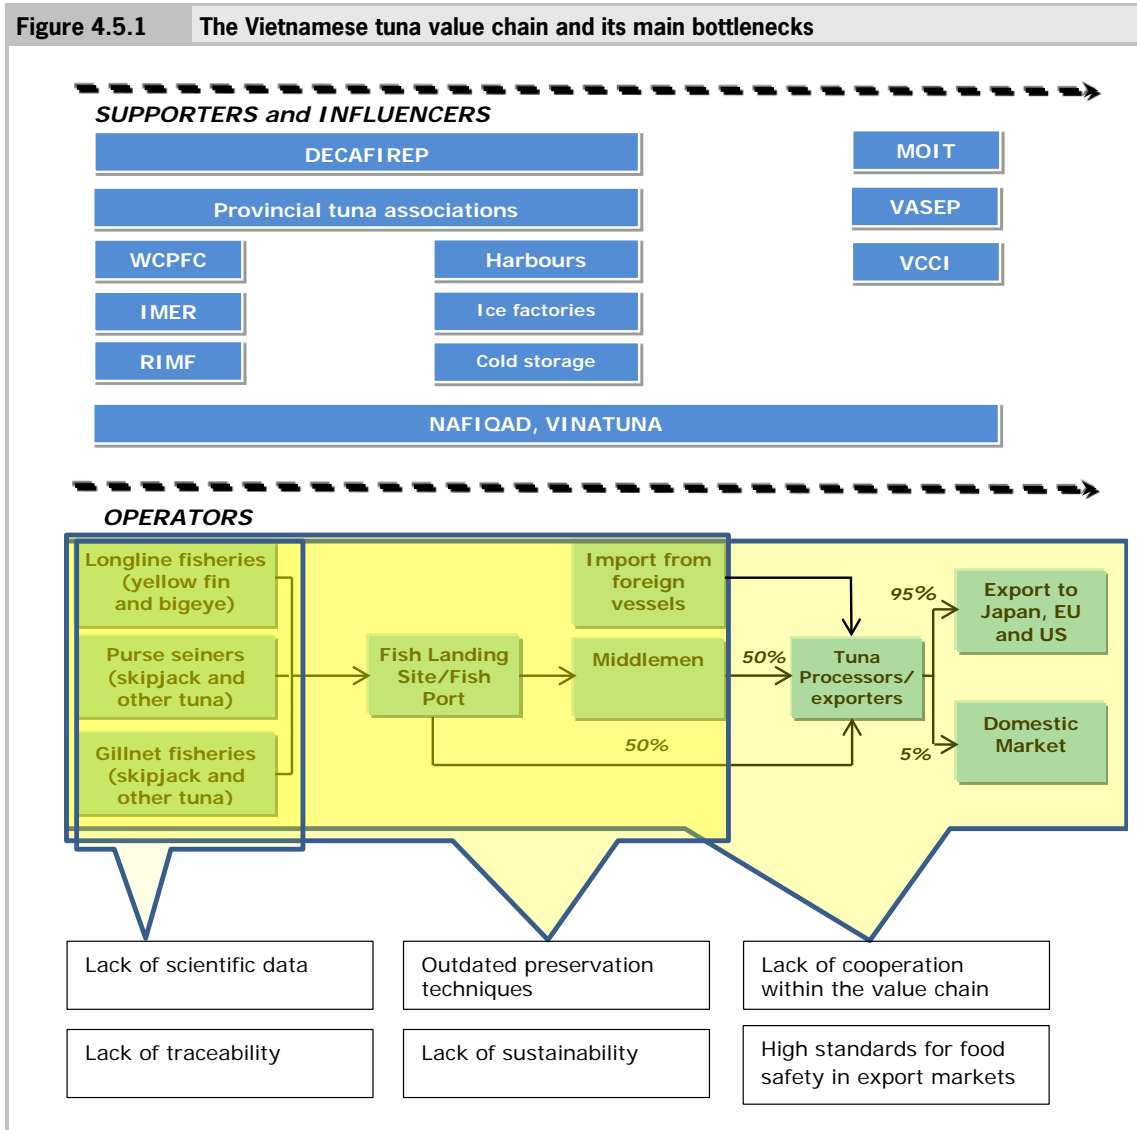 Figure 4.5.1 The Vietnamese tuna value chain and its main bottlenecks
SUPPORTERS and INFLUENCERS
DECAFIREP
MOIT
Provincial tuna associations
VASEP
WCPFC
Harbours
VCCI
IMER
Ice factories
RIMF
Cold storage
NAFIQAD, VINATUNA
OPERATORS
Longline fisheries
(yellow fin
and bigeye)
Purse seiners
(skipjack and
other tuna)
Gillnet fisheries
(skipjack and
other tuna)
Fish Landing
Site/Fish
Port
Import from
foreign
vessels
Middlemen
50%
50%
Tuna
Processors/
exporters
95%
5%
Export to
Japan, EU
and US
Domestic
Market
Lack of scientific data
Outdated preservation
techniques
Lack of cooperation
within the value chain
Lack of traceability
Lack of sustainability
High standards for food
safety in export markets